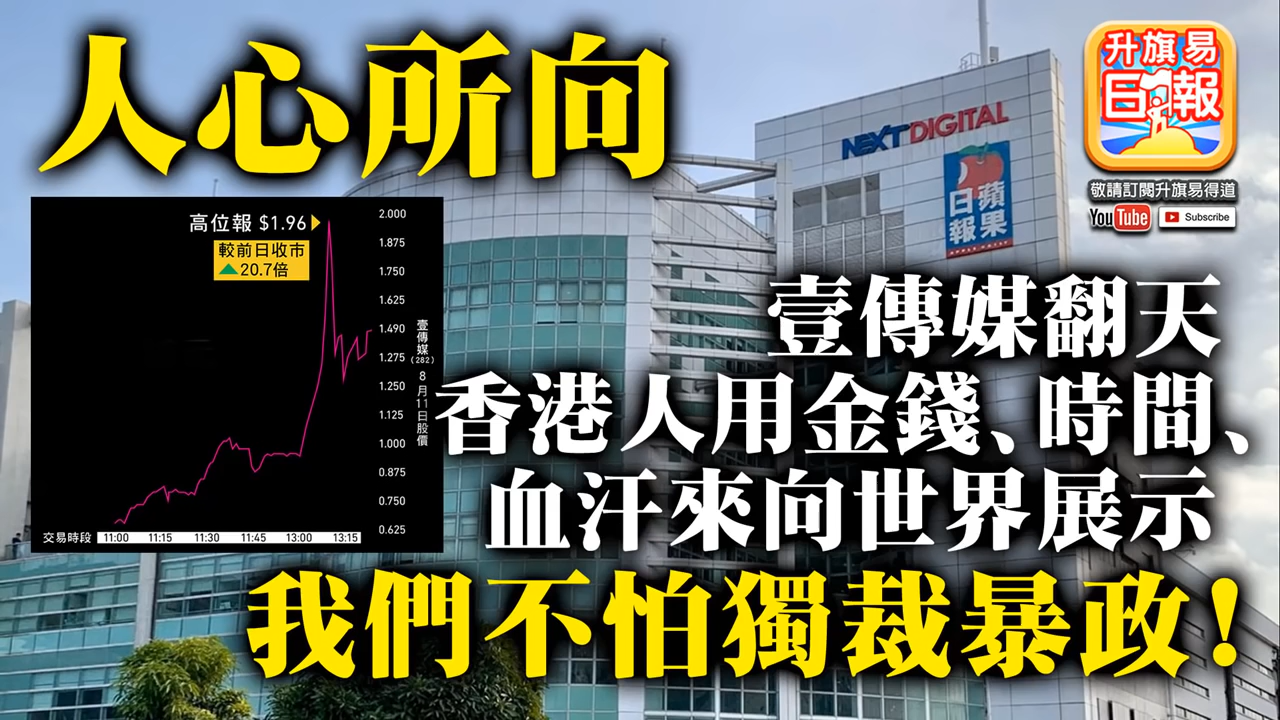 人心所向
升旗易
日報
敬請訂閱升旗易得道
YouTube
Subscribe
NEXT DIGITAL
蘋果
日報
高位報 $1.96
較前日收市
20.7倍
2.000
1.875
1.750
1.625
1.490
1.275
1.250
1.125
1.000
0.875
0.750
0.625
壹傳媒(282) 8月11日股價
交易時段 11:00 11:15 11:30 11:45 13:00 13:15
壹傳媒翻天
香港人用金錢、時間、
血汗來向世界展示
我們不怕獨裁暴政!